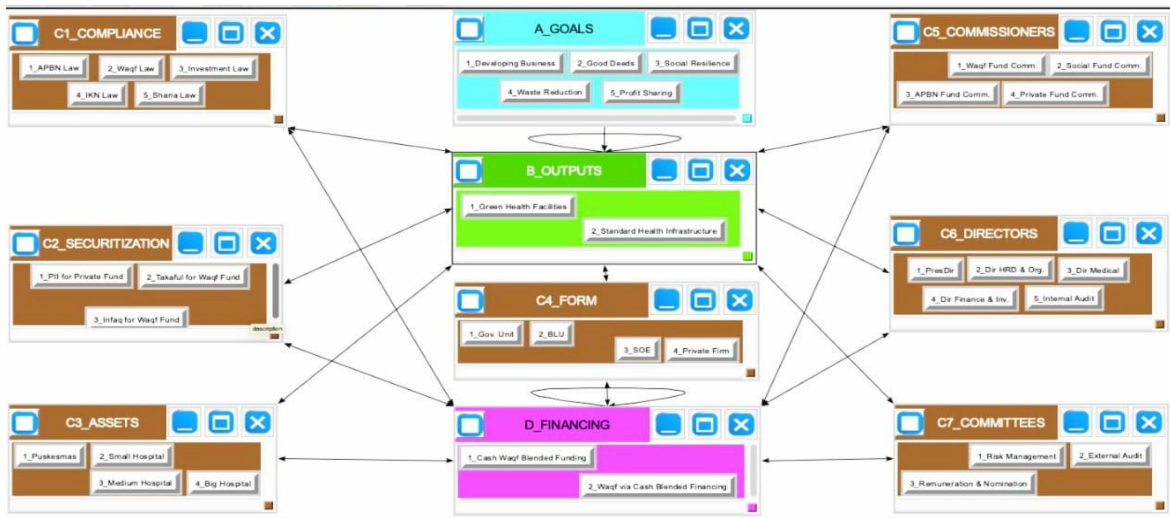 C1_COMPLIANCE
1_APBN Law 2_Waqf Law 3_Investment Law
4_IKN Law 5_Sharia Law
A_GOALS
1_Developing Business 2_Good Deeds 3_Social Resilience
4_Waste Reduction 5_Profit Sharing
C5_COMMISSIONERS
1_Waqf Fund Comm. 2_Social Fund Comm.
3_APBN Fund Comm. 4_Private Fund Comm.
B_OUTPUTS
1_Green Health Facilities
2_Standard Health Infrastructure
C2_SECURITIZATION
1_PII for Private Fund 2_Takaful for Waqf Fund
3_Infaq for Waqf Fund
description
C6_DIRECTORS
1_PresDir 2_Dir HRD & Org. 3_Dir Medical
4_Dir Finance & Inv. 5_Internal Audit
C4_FORM
1_Gov. Unit 2_BLU
3_SOE 4_Private Firm
C3_ASSETS
1_Puskesmas 2_Small Hospital
3_Medium Hospital 4_Big Hospital
D_FINANCING
1_Cash Waqf Blended Funding
2_Waqf via Cash Blended Financing
C7_COMMITTEES
1_Risk Management 2_External Audit
3_Remuneration & Nomination